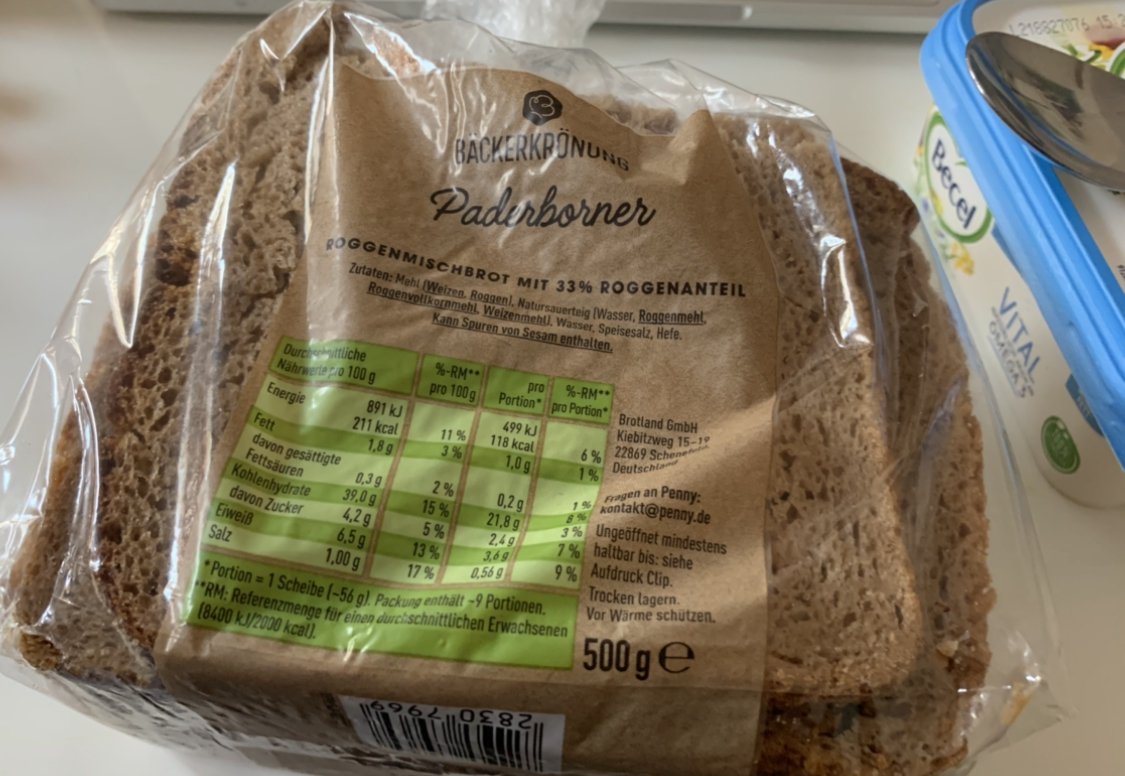 BÄCKERKRÖNUNG
Paderborner
ROGGENMISCHBROT MIT 33% ROGGENANTEIL
Zutaten: Mehl (Weizen, Roggen), Natursauerteig (Wasser, Roggenmehl,
Roggenvollkornmehl, Weizenmehl), Wasser, Speisesalz, Hefe.
Kann Spuren von Sesam enthalten.
Durchschnittliche
Nährwerte pro 100 g
%-RM**
pro 100g
pro
Portion*
%-RM**
pro Portion*
Energie
891 kJ 499 kJ
211 kcal 11 % 118 kcal 6 %
Fett 1,8 g 3 % 1,0 g 1 %
davon gesättigte
Fettsäuren 0,3 g 2 % 0,2 g 1 %
Kohlenhydrate 39,0 g 15 % 21,8 g 8 %
davon Zucker 4,2 g 5 % 2,4 g 3 %
Eiweiß 6,5 g 13 % 3,6 g 7 %
Salz 1,00 g 17 % 0,56 g 9 %
*Portion = 1 Scheibe (~56 g). Packung enthält ~9 Portionen.
**RM: Referenzmenge für einen durchschnittlichen Erwachsenen
(8400 kJ/2000 kcal).
Brotland GmbH
Kiebitzweg 15-19
22869 Schenefeld
Deutschland
Fragen an Penny:
kontakt@penny.de
Ungeöffnet mindestens
haltbar bis: siehe
Aufdruck Clip.
Trocken lagern.
Vor Wärme schützen.
500 g e
2830 7969
Becel
VITAL
OMEGA 3